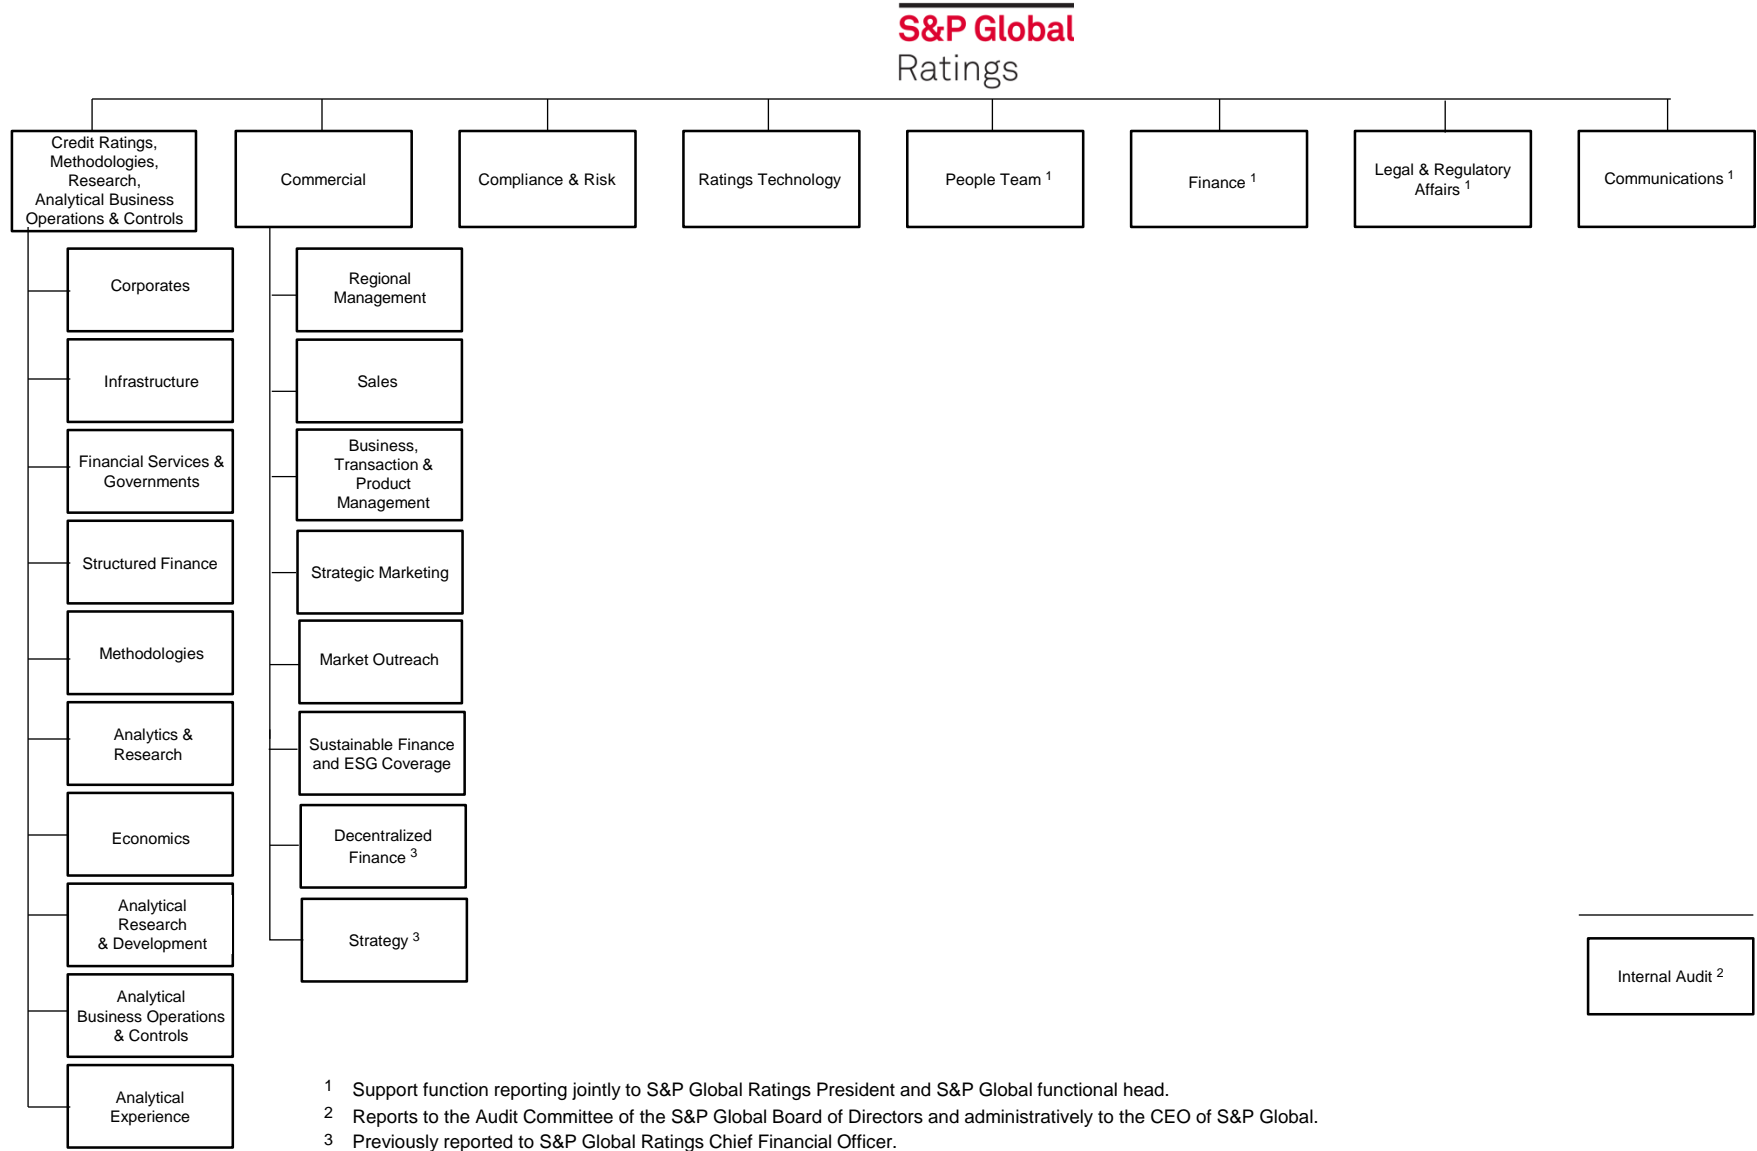 S&P Global
Ratings
Credit Ratings,
Methodologies,
Research,
Analytical Business
Operations & Controls
Commercial
Compliance & Risk
Ratings Technology
People Team 1
Finance 1
Legal & Regulatory
Affairs 1
Communications 1
Corporates
Infrastructure
Financial Services &
Governments
Structured Finance
Methodologies
Analytics &
Research
Economics
Analytical
Research
& Development
Analytical
Business Operations
& Controls
Analytical
Experience
Regional
Management
Sales
Business,
Transaction &
Product
Management
Strategic Marketing
Market Outreach
Sustainable Finance
and ESG Coverage
Decentralized
Finance 3
Strategy 3
Internal Audit 2
1 Support function reporting jointly to S&P Global Ratings President and S&P Global functional head.
2 Reports to the Audit Committee of the S&P Global Board of Directors and administratively to the CEO of S&P Global.
3 Previously reported to S&P Global Ratings Chief Financial Officer.